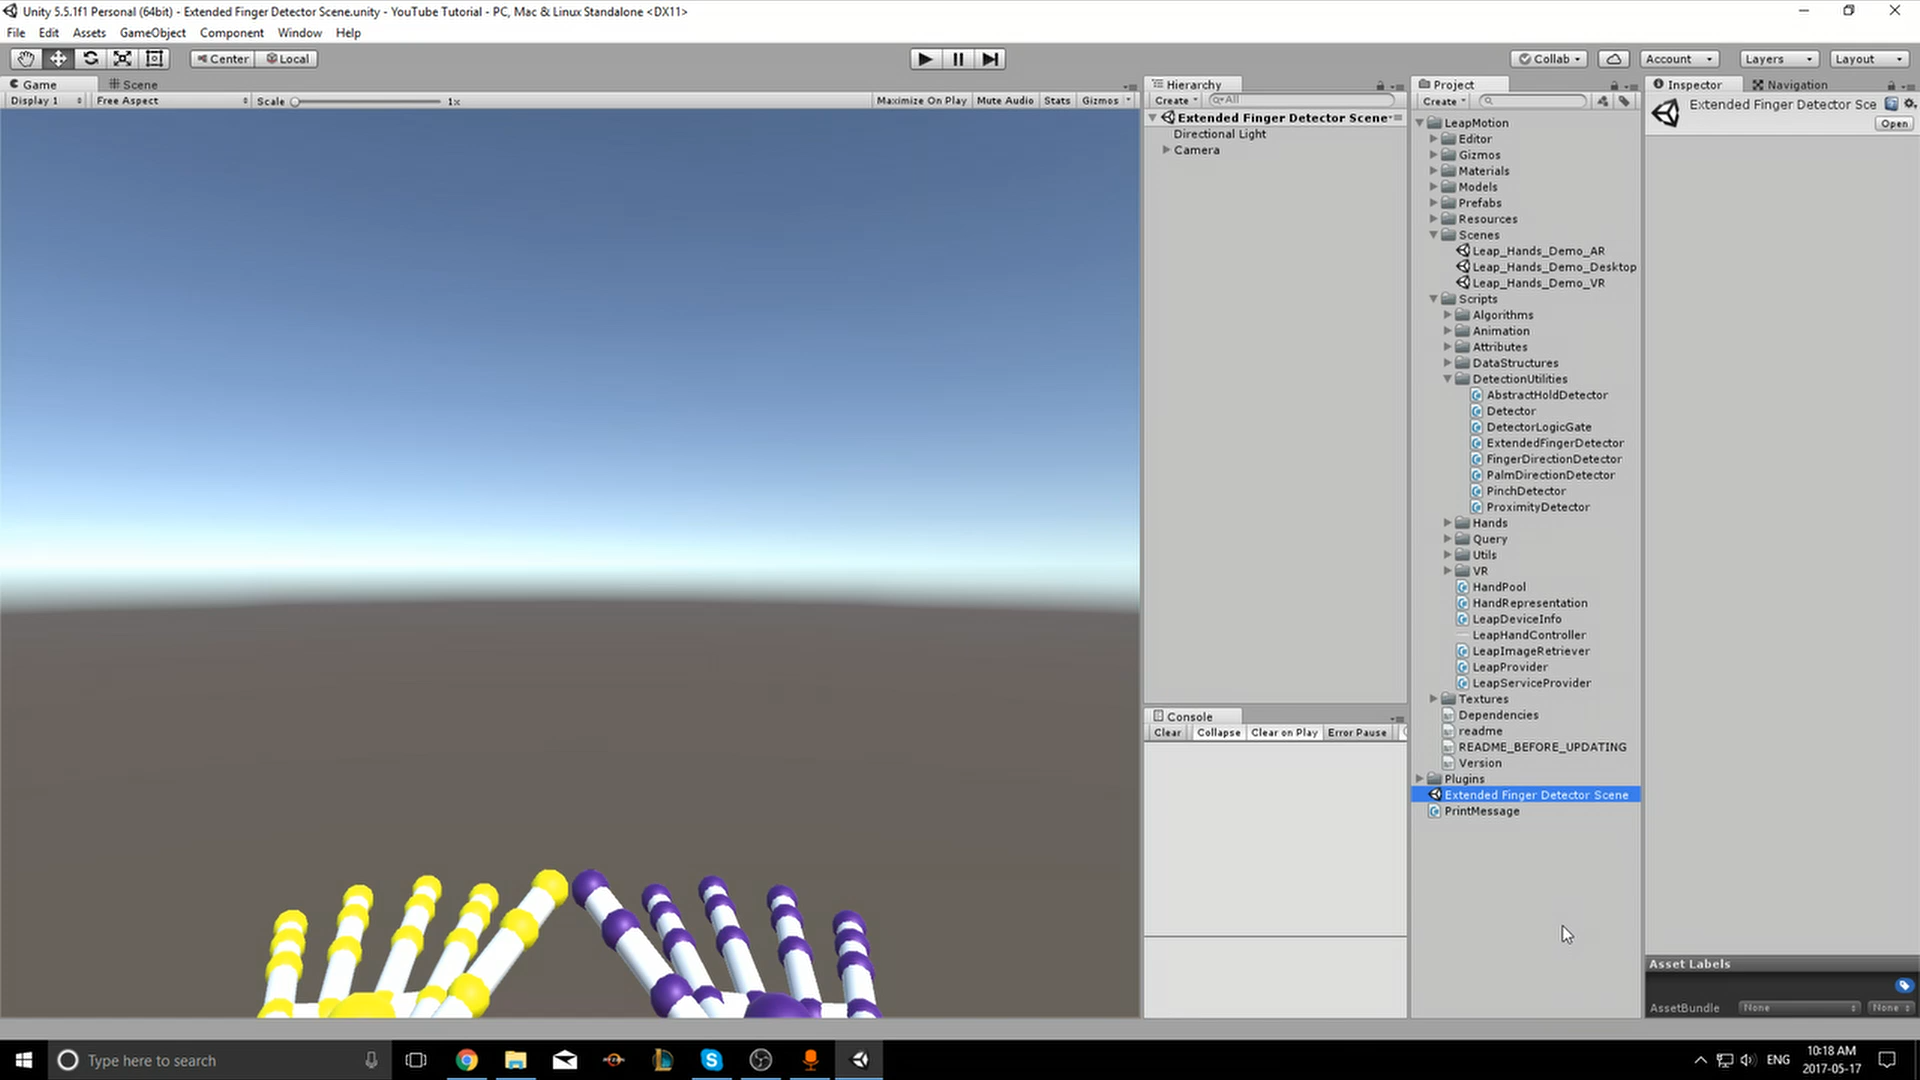 Unity 5.5.1f1 Personal (64bit) - Extended Finger Detector Scene.unity - YouTube Tutorial - PC, Mac & Linux Standalone <DX11>
File Edit Assets GameObject Component Window Help
Center Local Collab Account Layers Layout
Game Scene
Display 1 Free Aspect Scale 1x Maximize On Play Mute Audio Stats Gizmos
Hierarchy
Create All
Extended Finger Detector Scene
Directional Light
Camera
Console
Clear Collapse Clear on Play Error Pause
Project
Create
LeapMotion
Editor
Gizmos
Materials
Models
Prefabs
Resources
Scenes
Leap_Hands_Demo_AR
Leap_Hands_Demo_Desktop
Leap_Hands_Demo_VR
Scripts
Algorithms
Animation
Attributes
DataStructures
DetectionUtilities
AbstractHoldDetector
Detector
DetectorLogicGate
ExtendedFingerDetector
FingerDirectionDetector
PalmDirectionDetector
PinchDetector
ProximityDetector
Hands
Query
Utils
VR
HandPool
HandRepresentation
LeapDeviceInfo
LeapHandController
LeapImageRetriever
LeapProvider
LeapServiceProvider
Textures
Dependencies
readme
README_BEFORE_UPDATING
Version
Plugins
Extended Finger Detector Scene
PrintMessage
Inspector Navigation
Extended Finger Detector Sce
Open
Asset Labels
AssetBundle None None
Type here to search
ENG
10:18 AM
2017-05-17